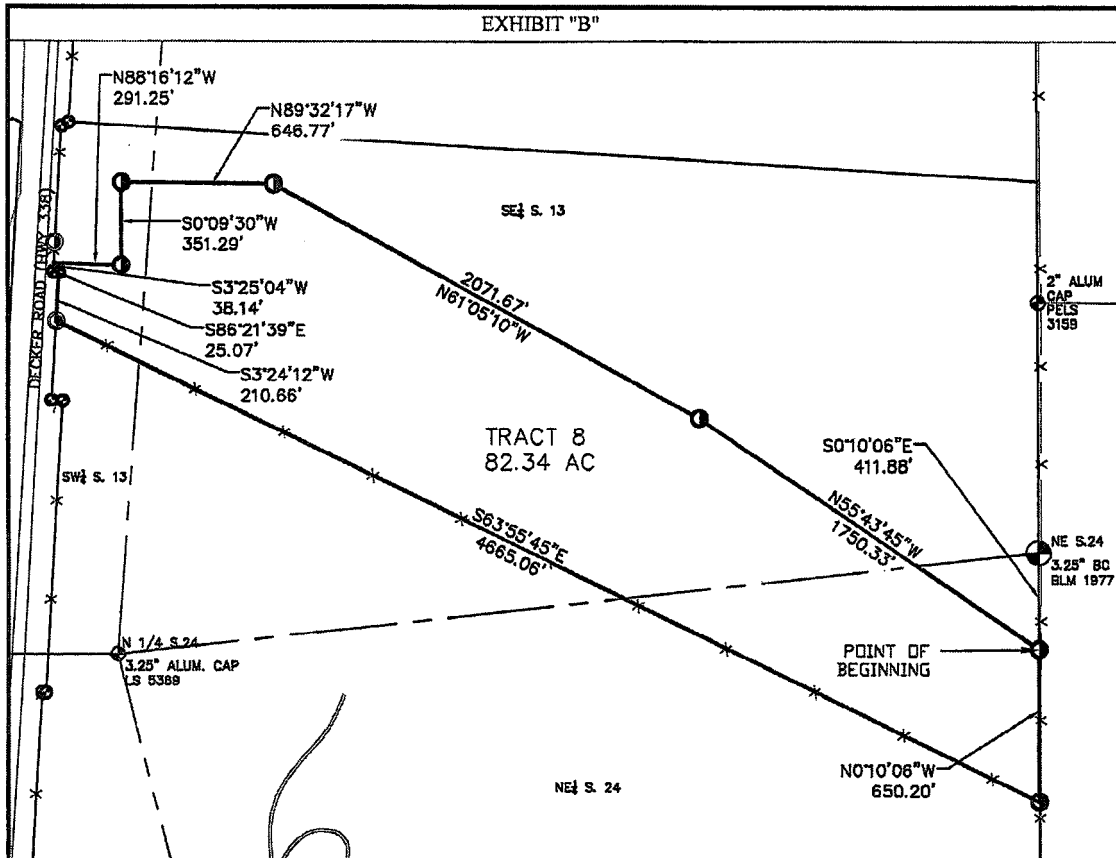 EXHIBIT "B"
N88°16'12"W
291.25'
N89°32'17"W
646.77'
SE¼ S. 13
S0°09'30"W
351.29'
DECKER ROAD (HWY 338)
S3°25'04"W
38.14'
S86°21'39"E
25.07'
S3°24'12"W
210.66'
2071.67'
N61°05'10"W
2" ALUM
CAP
PELS
3159
TRACT 8
82.34 AC
S0°10'06"E
411.88'
SW¼ S. 13
S63°55'45"E
4665.06'
N55°43'45"W
1750.33'
NE S.24
3.25" BC
BLM 1977
N 1/4 S.24
3.25" ALUM. CAP
LS 5369
POINT OF
BEGINNING
N0°10'06"W
650.20'
NE¼ S. 24